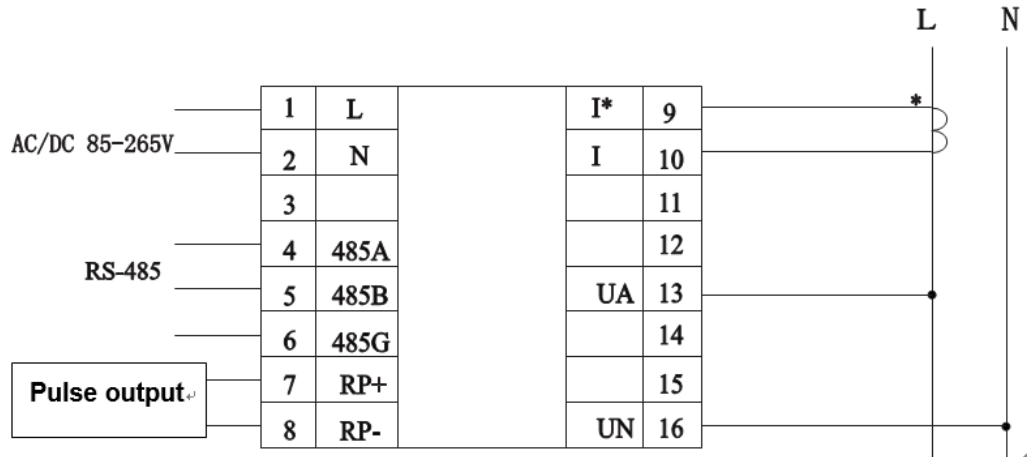 L N
1 L I* 9 *
AC/DC 85-265V 2 N I 10
3 11
4 485A 12
RS-485
5 485B UA 13
6 485G 14
Pulse output 7 RP+ 15
8 RP- UN 16